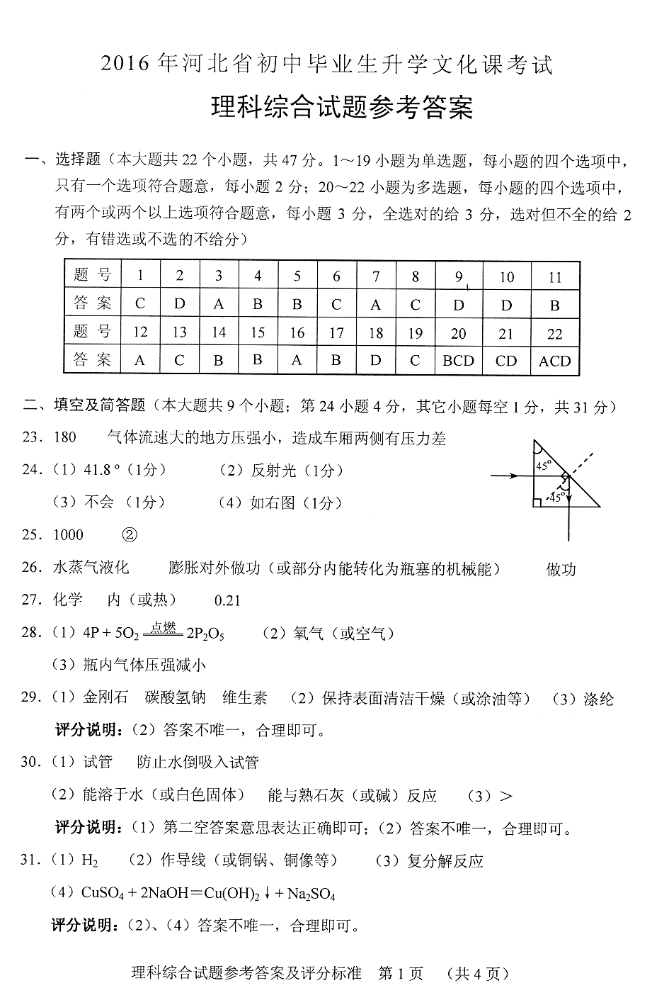 2016年河北省初中毕业生升学文化课考试
理科综合试题参考答案
一、选择题（本大题共22个小题，共47分。1～19小题为单选题，每小题的四个选项中，
只有一个选项符合题意，每小题2分；20～22小题为多选题，每小题的四个选项中，
有两个或两个以上选项符合题意，每小题3分，全选对的给3分，选对但不全的给2
分，有错选或不选的不给分）
题号 1 2 3 4 5 6 7 8 9 10 11
答案 C D A B B C A C D D B
题号 12 13 14 15 16 17 18 19 20 21 22
答案 A C B B A B D C BCD CD ACD
二、填空及简答题（本大题共9个小题；第24小题4分，其它小题每空1分，共31分）
23．180 气体流速大的地方压强小，造成车厢两侧有压力差
24．（1）41.8 º（1分） （2）反射光（1分）
（3）不会 （1分） （4）如右图（1分）
45º
45º
25．1000 ②
26．水蒸气液化 膨胀对外做功（或部分内能转化为瓶塞的机械能） 做功
27．化学 内（或热） 0.21
28．（1）4P + 5O₂ 点燃 2P₂O₅ （2）氧气（或空气）
（3）瓶内气体压强减小
29．（1）金刚石 碳酸氢钠 维生素 （2）保持表面清洁干燥（或涂油等） （3）涤纶
评分说明：（2）答案不唯一，合理即可。
30．（1）试管 防止水倒吸入试管
（2）能溶于水（或白色固体） 能与熟石灰（或碱）反应 （3）＞
评分说明：（1）第二空答案意思表达正确即可；（2）答案不唯一，合理即可。
31．（1）H₂ （2）作导线（或铜锅、铜像等） （3）复分解反应
（4）CuSO₄ + 2NaOH＝Cu(OH)₂↓+ Na₂SO₄
评分说明：（2）、（4）答案不唯一，合理即可。
理科综合试题参考答案及评分标准 第1页 （共4页）